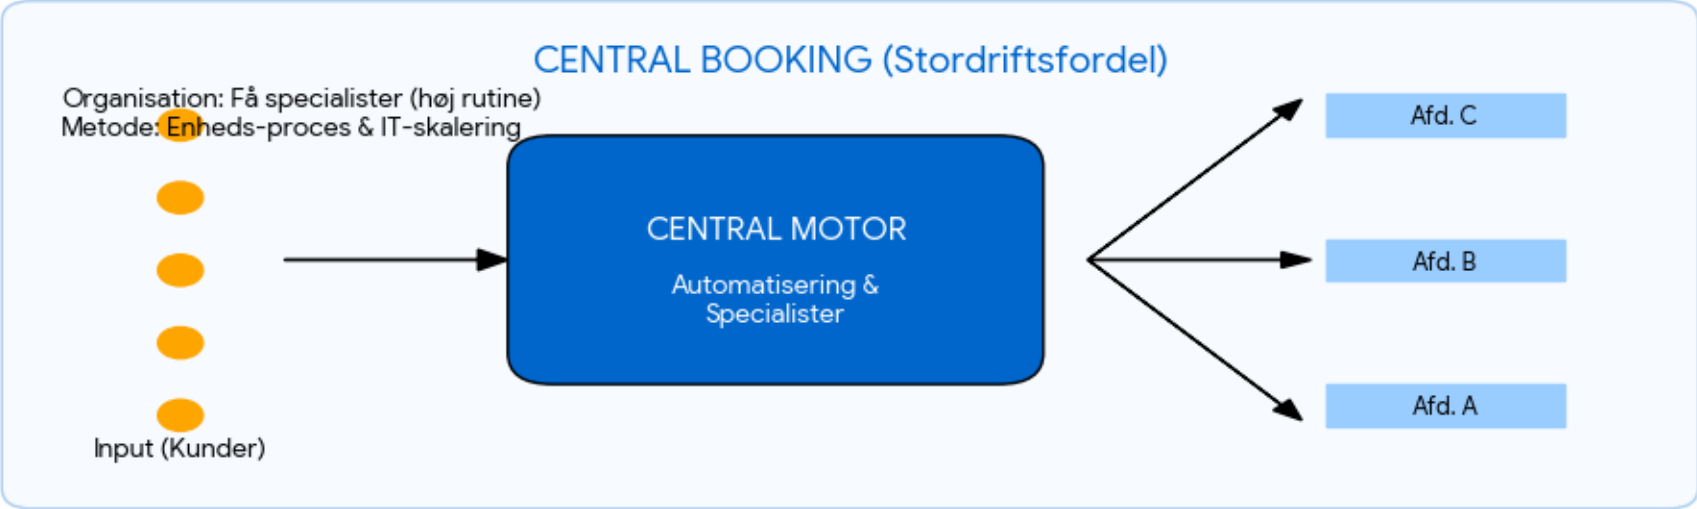 CENTRAL BOOKING (Stordriftsfordel)
Organisation: Få specialister (høj rutine)
Metode: Enheds-proces & IT-skalering
CENTRAL MOTOR
Automatisering &
Specialister
Afd. C
Afd. B
Afd. A
Input (Kunder)